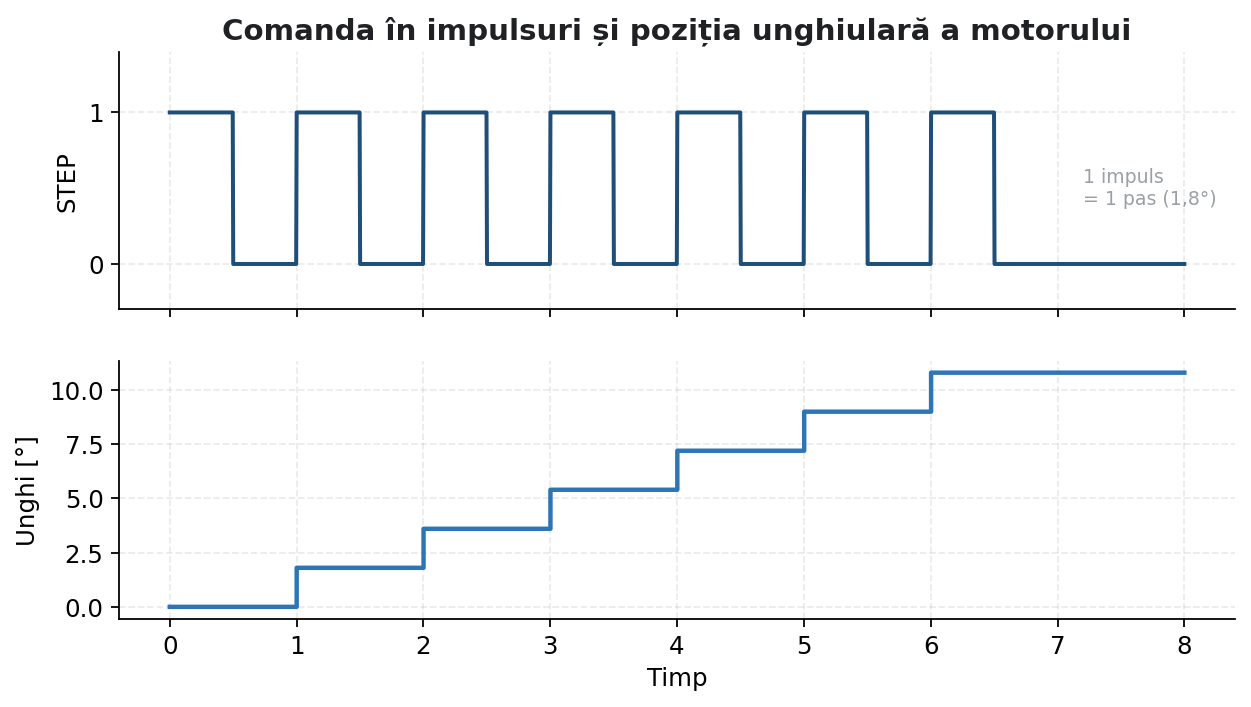 Comanda în impulsuri și poziția unghiulară a motorului
1
STEP
0
1 impuls
= 1 pas (1,8°)
10.0
7.5
Unghi [°]
5.0
2.5
0.0
0 1 2 3 4 5 6 7 8
Timp